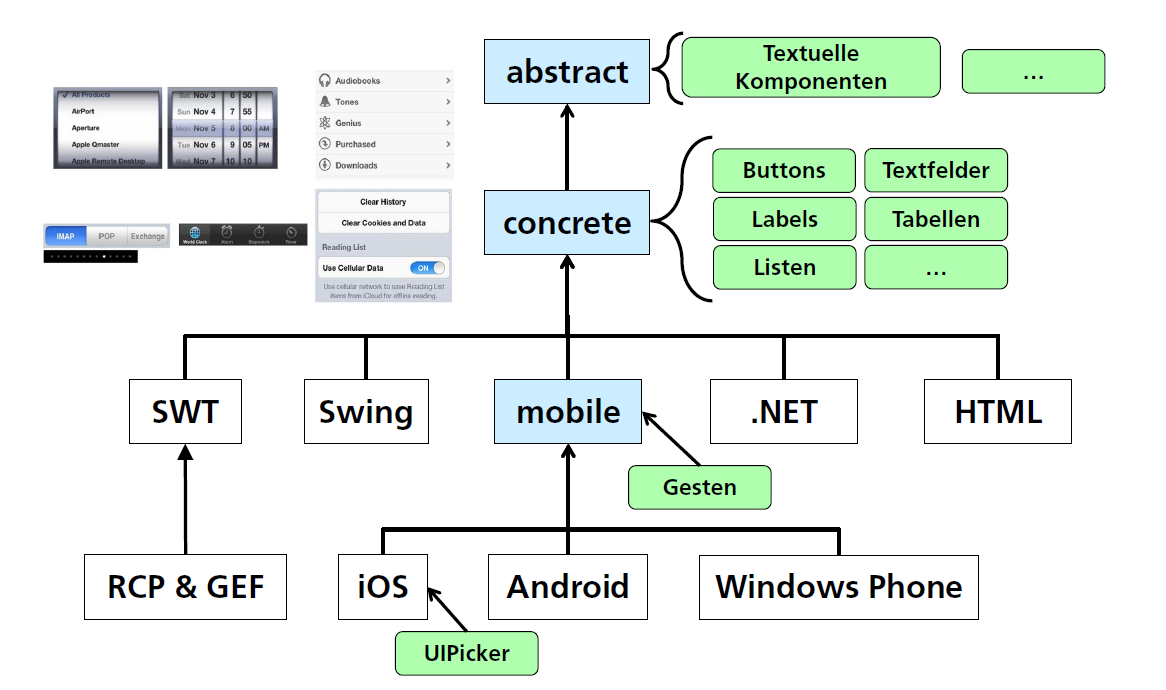 abstract
Textuelle
Komponenten
...
All Products
AirPort
Aperture
Apple Qmaster
Apple Remote Desktop
Sat Nov 3 6 50
Sun Nov 4 7 55
Mon Nov 5 8 00 AM
Tue Nov 6 9 05 PM
Wed Nov 7 10 10
Audiobooks
Tones
Genius
Purchased
Downloads
concrete
Buttons
Textfelder
Labels
Tabellen
Listen
...
IMAP POP Exchange
World Clock Alarm Stopwatch Timer
Clear History
Clear Cookies and Data
Reading List
Use Cellular Data ON
Use cellular network to save Reading List
items from iCloud for offline reading.
SWT
Swing
mobile
.NET
HTML
Gesten
RCP & GEF
iOS
Android
Windows Phone
UIPicker